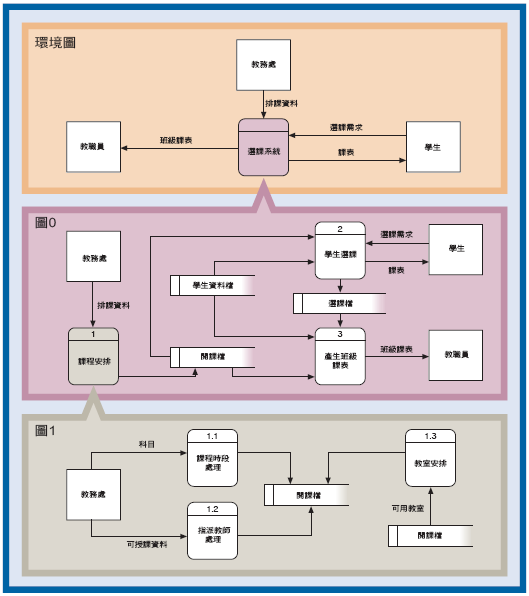 環境圖
教務處
排課資料
教職員
班級課表
選課系統
選課需求
課表
學生
圖0
教務處
排課資料
1
課程安排
學生資料檔
開課檔
2
學生選課
選課檔
3
產生班級
課表
選課需求
課表
學生
班級課表
教職員
圖1
教務處
科目
可授課資料
1.1
課程時段
處理
1.2
指派教師
處理
開課檔
1.3
教室安排
可用教室
開課檔